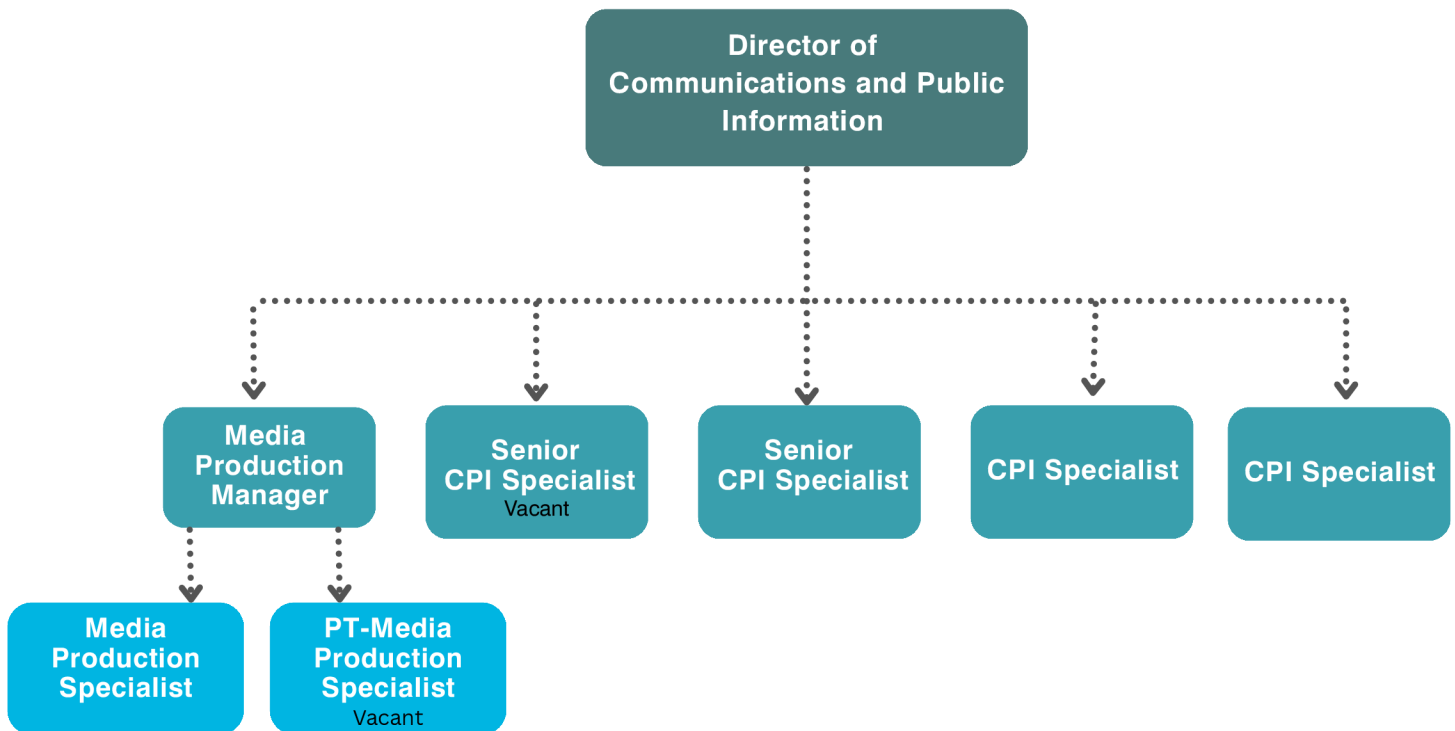 Director of
Communications and Public
Information
Media
Production
Manager
Senior
CPI Specialist
Vacant
Senior
CPI Specialist
CPI Specialist
CPI Specialist
Media
Production
Specialist
PT-Media
Production
Specialist
Vacant